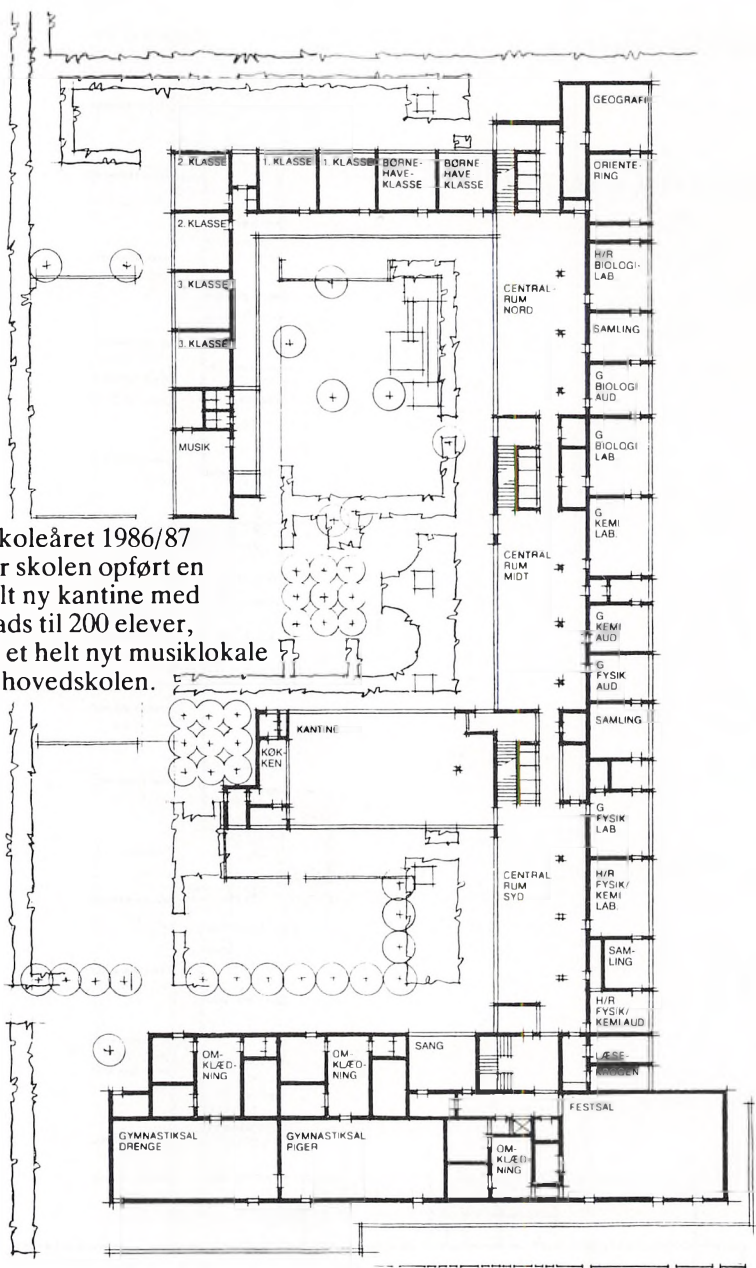 GEOGRAFI
2. KLASSE
1. KLASSE
1. KLASSE
BØRNE-
HAVE-
KLASSE
BØRNE
HAVE
KLASSE
ORIENTE-
RING
2. KLASSE
H/R
BIOLOGI-
LAB
3. KLASSE
CENTRAL-
RUM
NORD
SAMLING
3. KLASSE
G
BIOLOGI
AUD
MUSIK
G
BIOLOGI
LAB
G
KEMI
LAB.
koleåret 1986/87
r skolen opført en
lt ny kantine med
ads til 200 elever,
et helt nyt musiklokale
hovedskolen.
CENTRAL
RUM
MIDT
G
KEMI
AUD
G
FYSIK
AUD
SAMLING
KANTINE
KØK-
KEN
G
FYSIK
LAB
CENTRAL
RUM
SYD
H/R
FYSIK/
KEMI
LAB.
SAM-
LING
H/R
FYSIK/
KEMI AUD
OM-
KLÆD-
NING
OM-
KLÆD-
NING
SANG
LÆSE-
KROGEN
FESTSAL
GYMNASTIKSAL
DRENGE
GYMNASTIKSAL
PIGER
OM-
KLÆD-
NING